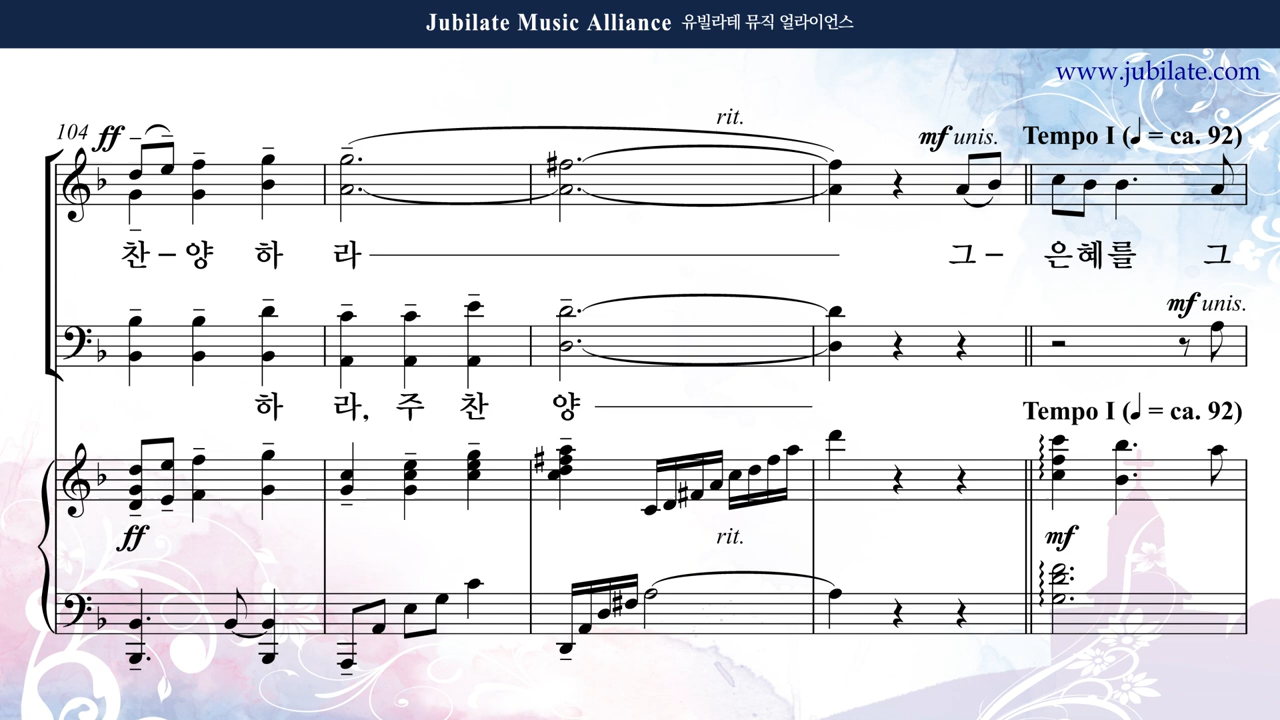 Jubilate Music Alliance 유빌라테 뮤직 얼라이언스
www.jubilate.com
104 ff rit. mf unis. Tempo I (♩ = ca. 92)
찬 – 양 하 라 그 – 은 혜 를 그
mf unis.
하 라, 주 찬 양
Tempo I (♩ = ca. 92)
ff rit. mf